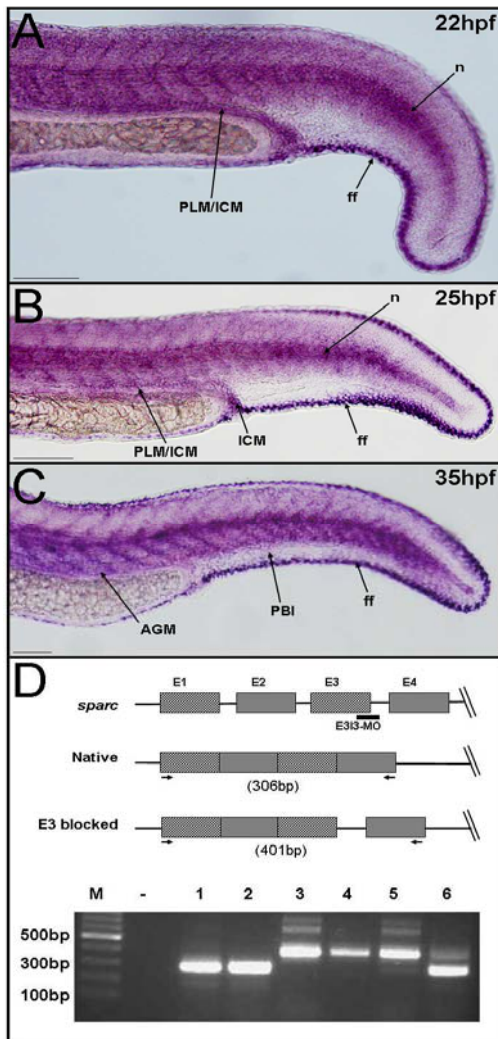 A
22hpf
n
PLM/ICM
ff
B
25hpf
n
PLM/ICM
ICM
ff
C
35hpf
AGM
PBI
ff
D
E1 E2 E3 E4
sparc
E3I3-MO
Native
(306bp)
E3 blocked
(401bp)
M - 1 2 3 4 5 6
500bp
300bp
100bp